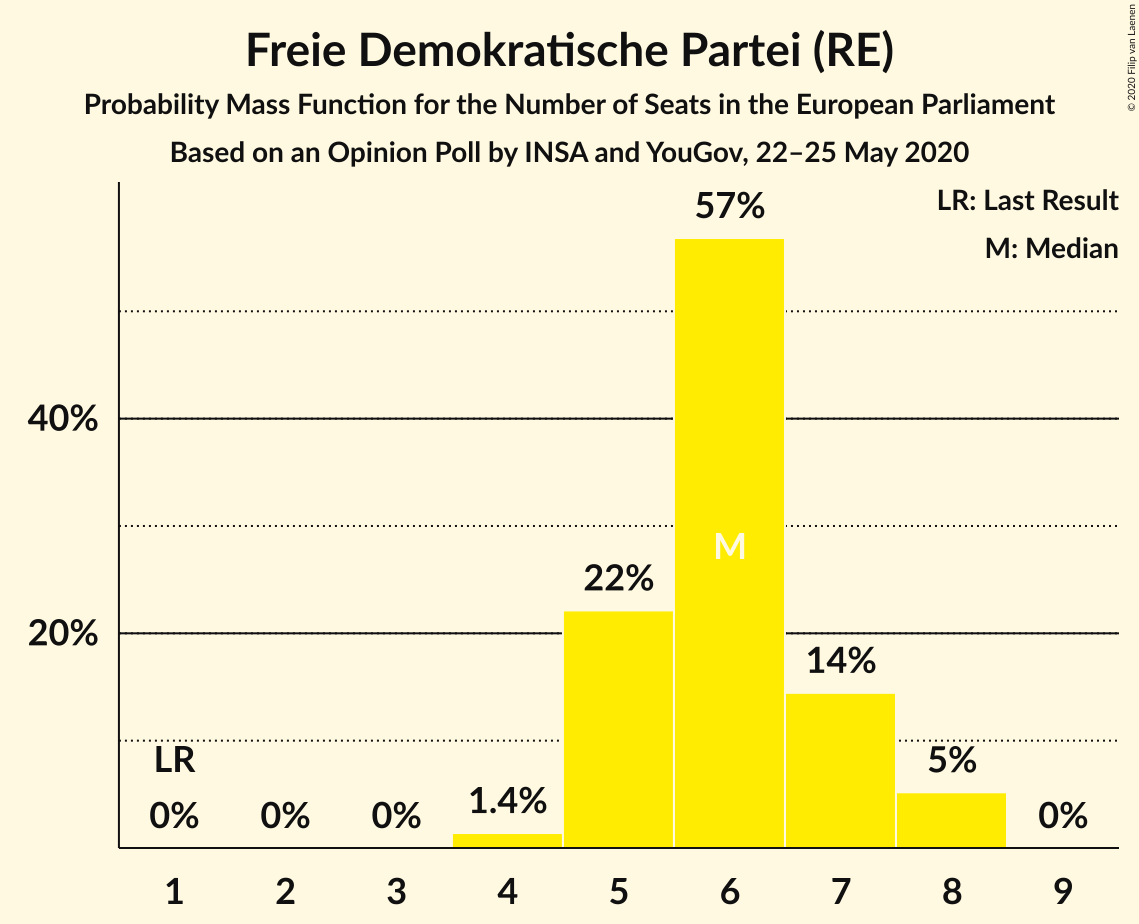 Freie Demokratische Partei (RE)
Probability Mass Function for the Number of Seats in the European Parliament
Based on an Opinion Poll by INSA and YouGov, 22–25 May 2020
© 2020 Filip van Laenen
LR: Last Result
M: Median
57%
40%
M
22%
20%
14%
LR
5%
1.4%
0% 0% 0% 0%
1 2 3 4 5 6 7 8 9